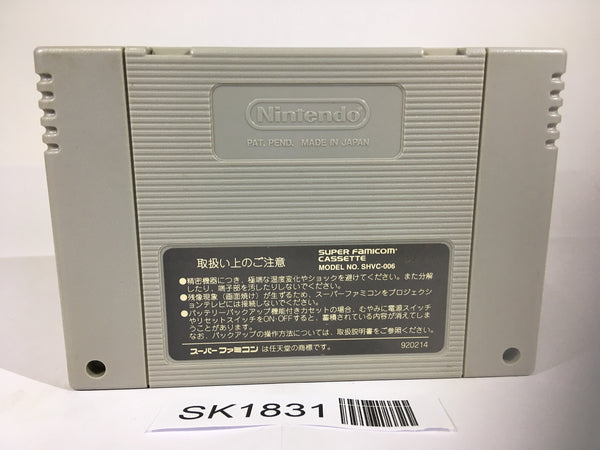 Nintendo
PAT. PEND. MADE IN JAPAN
取扱い上のご注意
SUPER FAMICOM
CASSETTE
MODEL NO. SHVC-006
●精密機器につき、極端な温度変化やショックを避けてください。また分解
したり、端子部を汚したりしないでください。
●残像現象（画面焼け）が生ずるため、スーパーファミコンをプロジェクショ
ンテレビには接続しないでください。
●バッテリーバックアップ機能付きカセットの場合、むやみに電源スイッチ
やリセットスイッチをON・OFFすると、蓄積されている内容が消えてしま
うことがあります。
なお、バックアップの操作方法については、取扱説明書をご参照ください。
スーパーファミコンは任天堂の商標です。
920214
SK1831